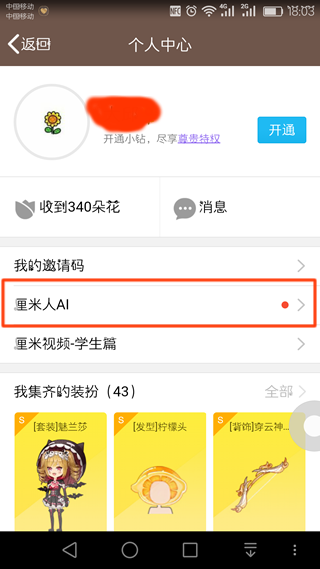 中国移动
中国移动
NFC
4G
2G
18:03
返回
个人中心
开通小钻，尽享尊贵特权
开通
收到340朵花
消息
我的邀请码
厘米人AI
厘米视频-学生篇
我集齐的装扮（43）
全部
S
[套装]魅兰莎
S
[发型]柠檬头
S
[背饰]穿云神...